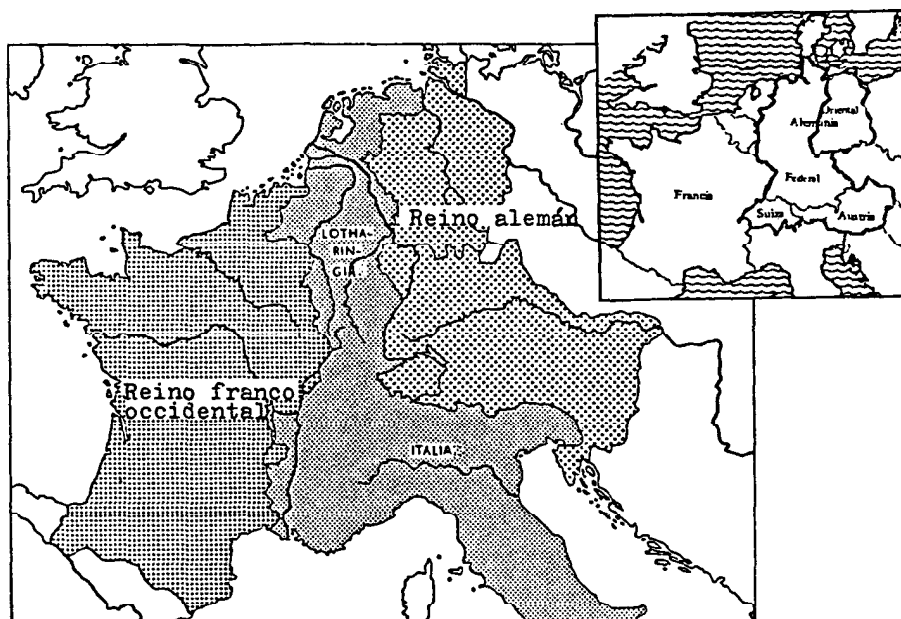 Reino alemán
LOTHA-
RIN-
GIA
Reino franco
occidental
ITALIA
Oriental
Alemania
Francia
Federal
Suiza
Austria